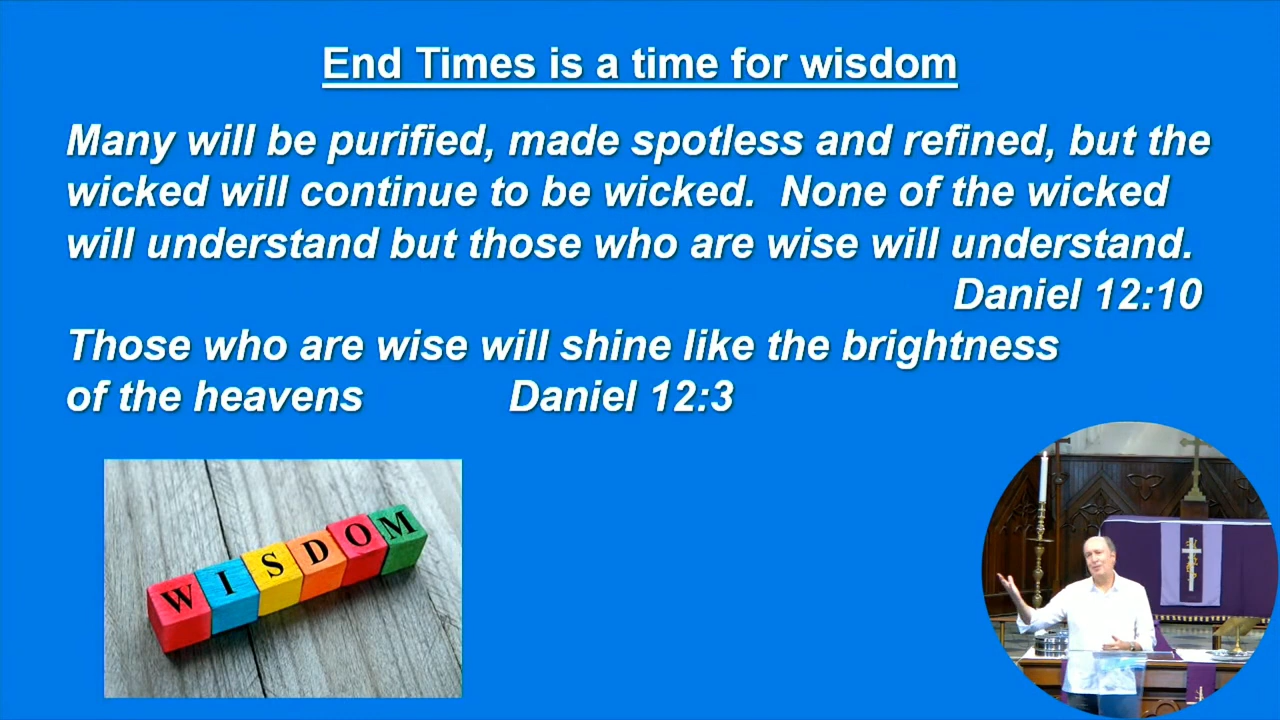 End Times is a time for wisdom
Many will be purified, made spotless and refined, but the
wicked will continue to be wicked.  None of the wicked
will understand but those who are wise will understand.
Daniel 12:10
Those who are wise will shine like the brightness
of the heavens Daniel 12:3
WISDOM